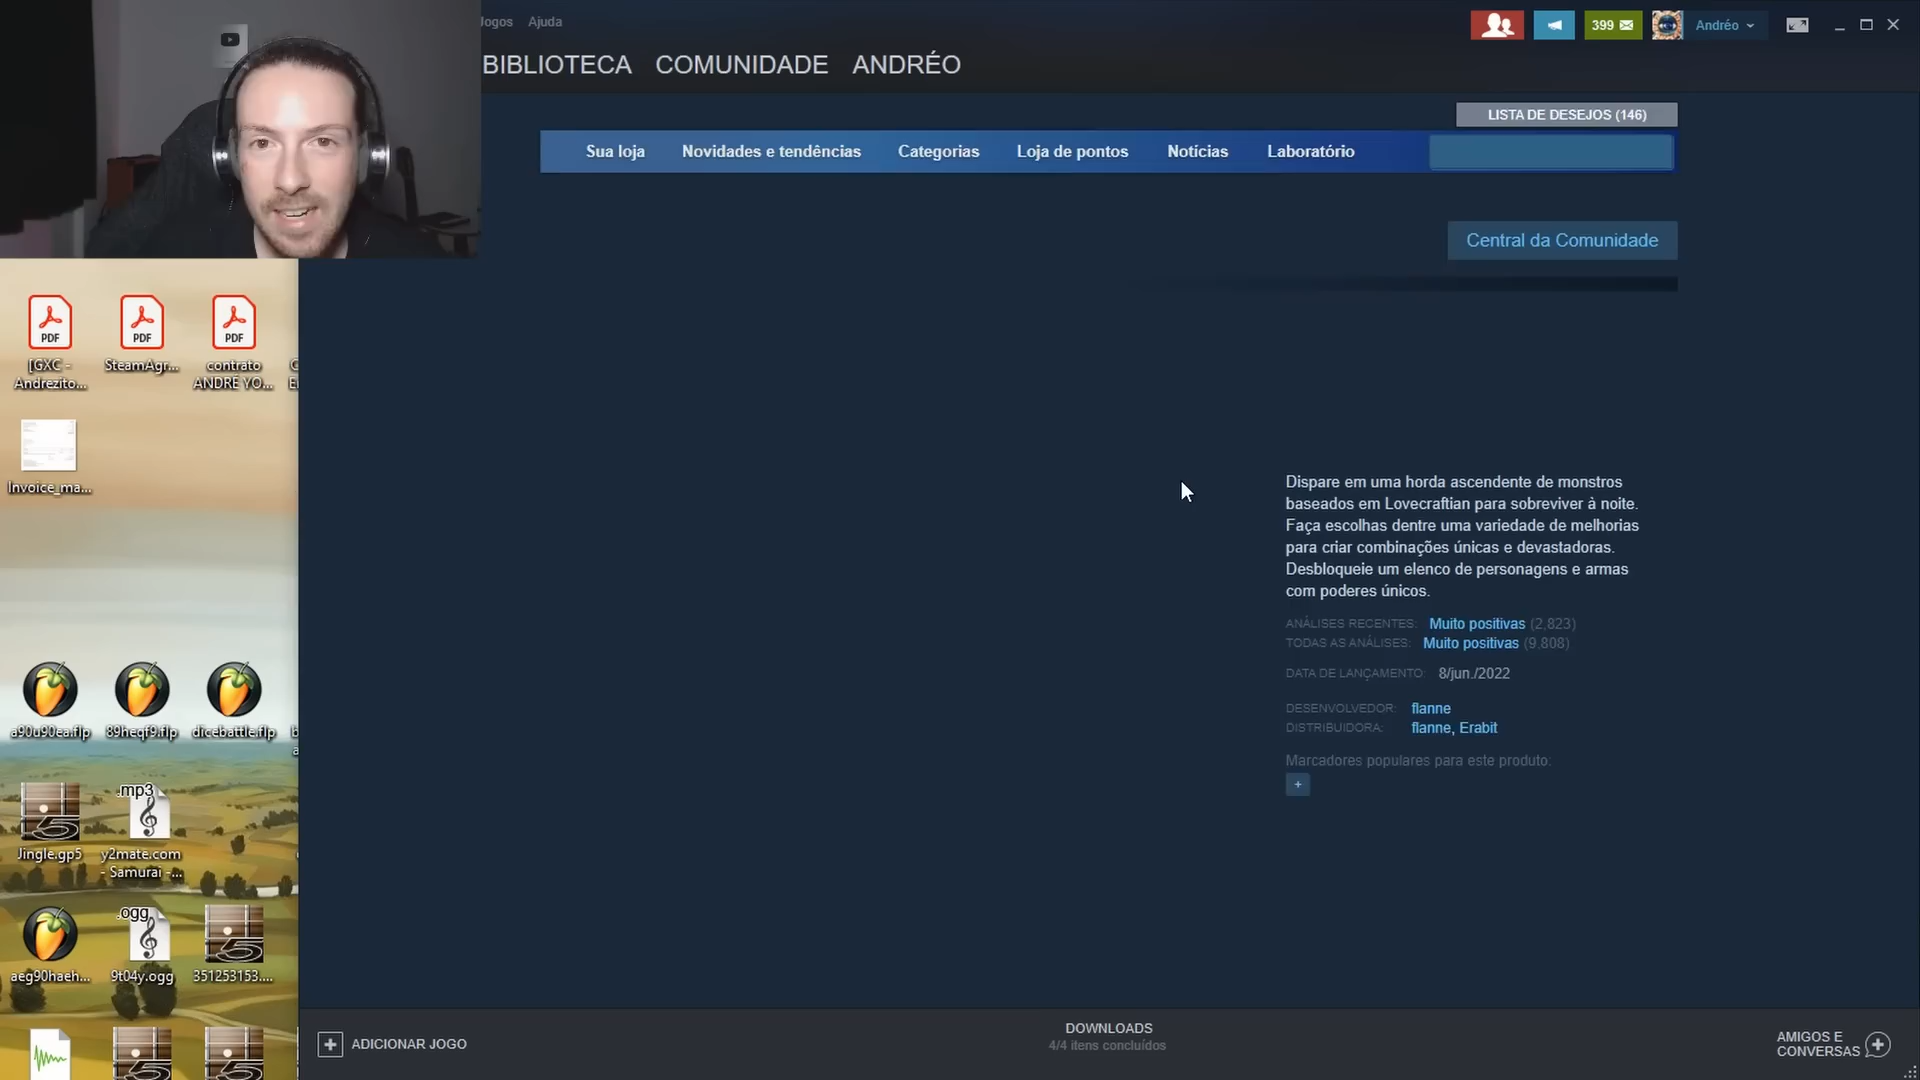 Jogos Ajuda
399
Andréo
BIBLIOTECA COMUNIDADE ANDRÉO
LISTA DE DESEJOS (146)
Sua loja Novidades e tendências Categorias Loja de pontos Notícias Laboratório
Central da Comunidade
PDF PDF PDF
[GXC -
Andrezito...
SteamAgr...
contrato
ANDRÉ YO...
Invoice_ma...
Dispare em uma horda ascendente de monstros
baseados em Lovecraftian para sobreviver à noite.
Faça escolhas dentre uma variedade de melhorias
para criar combinações únicas e devastadoras.
Desbloqueie um elenco de personagens e armas
com poderes únicos.
ANÁLISES RECENTES: Muito positivas (2,823)
TODAS AS ANÁLISES: Muito positivas (9,808)
DATA DE LANÇAMENTO: 8/jun./2022
DESENVOLVEDOR: flanne
DISTRIBUIDORA: flanne, Erabit
Marcadores populares para este produto:
+
a90u90ea.flp 89heqf9.flp dicebattle.flp
.mp3
Jingle.gp5
y2mate.com
- Samurai -...
.ogg
aeg90haeh... 9t04y.ogg 351253153....
ADICIONAR JOGO
DOWNLOADS
4/4 itens concluídos
AMIGOS E
CONVERSAS